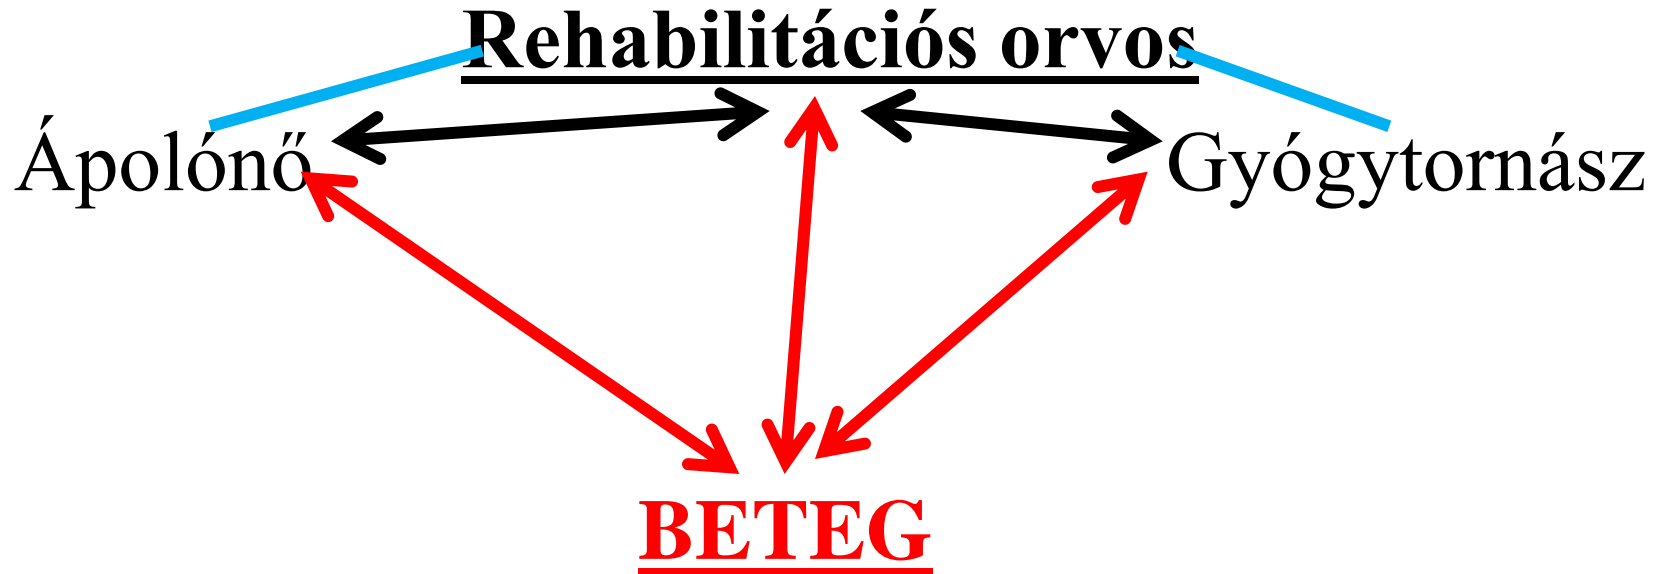 Rehabilitációs orvos
Ápolónő
Gyógytornász
BETEG